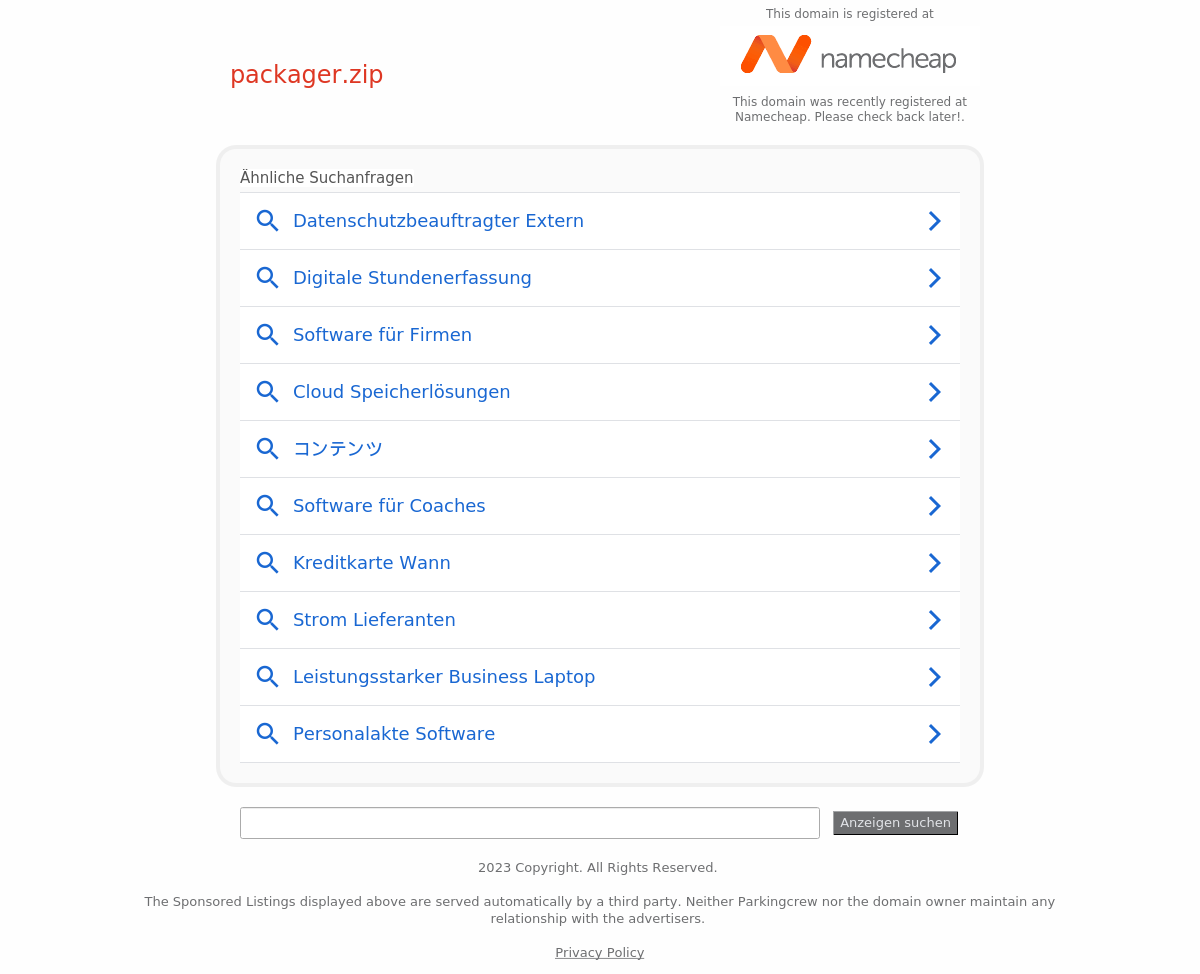 This domain is registered at
namecheap
packager.zip
This domain was recently registered at
Namecheap. Please check back later!.
Ähnliche Suchanfragen
Datenschutzbeauftragter Extern
Digitale Stundenerfassung
Software für Firmen
Cloud Speicherlösungen
コンテンツ
Software für Coaches
Kreditkarte Wann
Strom Lieferanten
Leistungsstarker Business Laptop
Personalakte Software
Anzeigen suchen
2023 Copyright. All Rights Reserved.
The Sponsored Listings displayed above are served automatically by a third party. Neither Parkingcrew nor the domain owner maintain any
relationship with the advertisers.
Privacy Policy